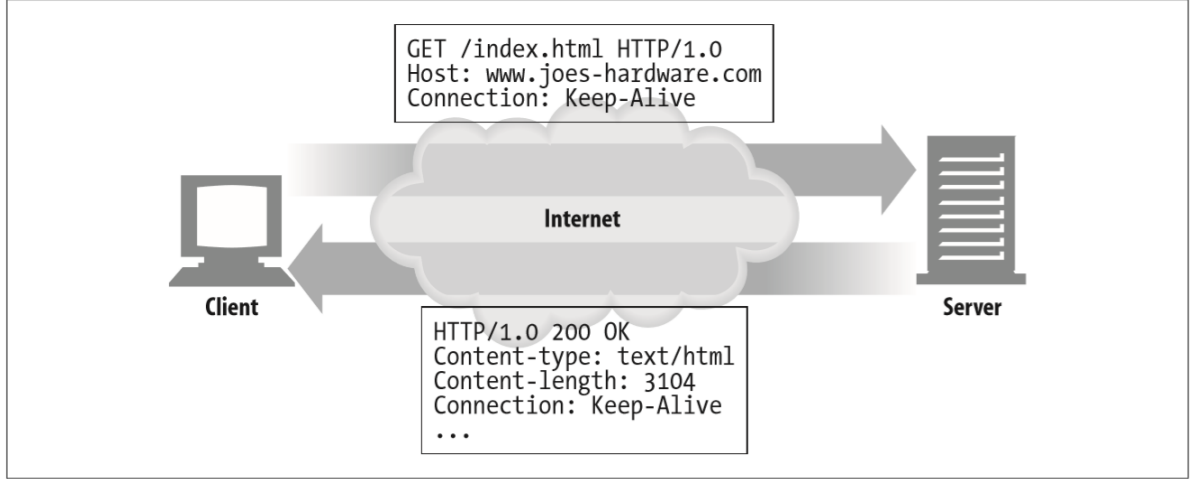 GET /index.html HTTP/1.0
Host: www.joes-hardware.com
Connection: Keep-Alive
Internet
Client
Server
HTTP/1.0 200 OK
Content-type: text/html
Content-length: 3104
Connection: Keep-Alive
...